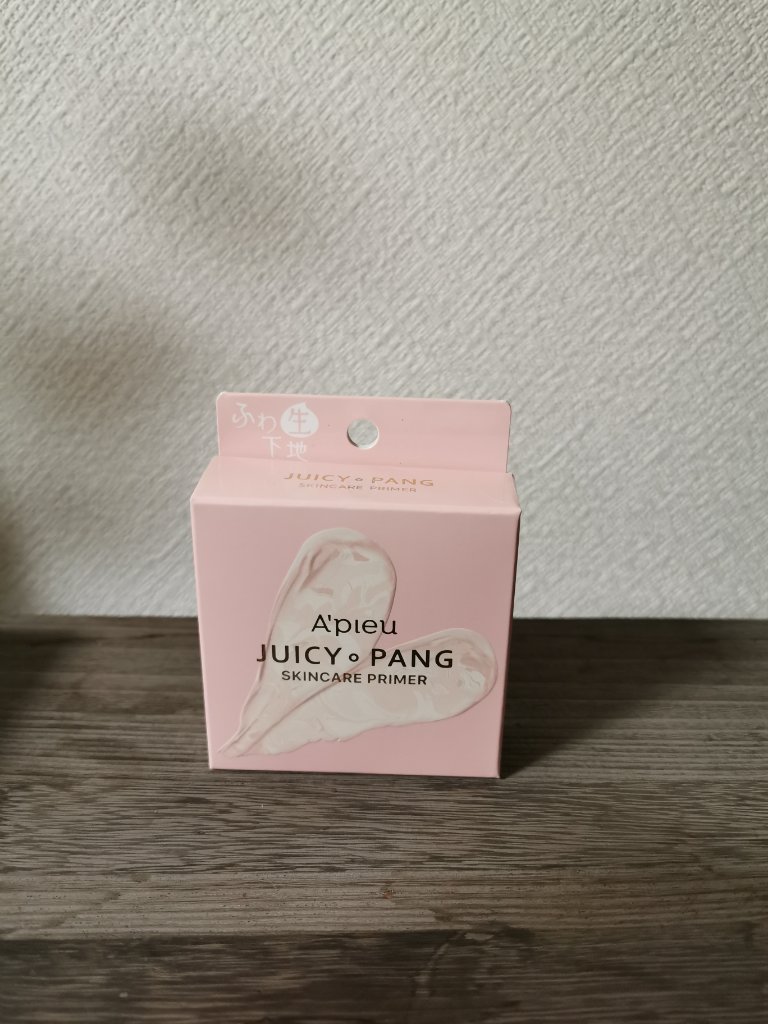 ふわ生
下地
JUICY PANG
SKINCARE PRIMER
A'pieu
JUICY PANG
SKINCARE PRIMER